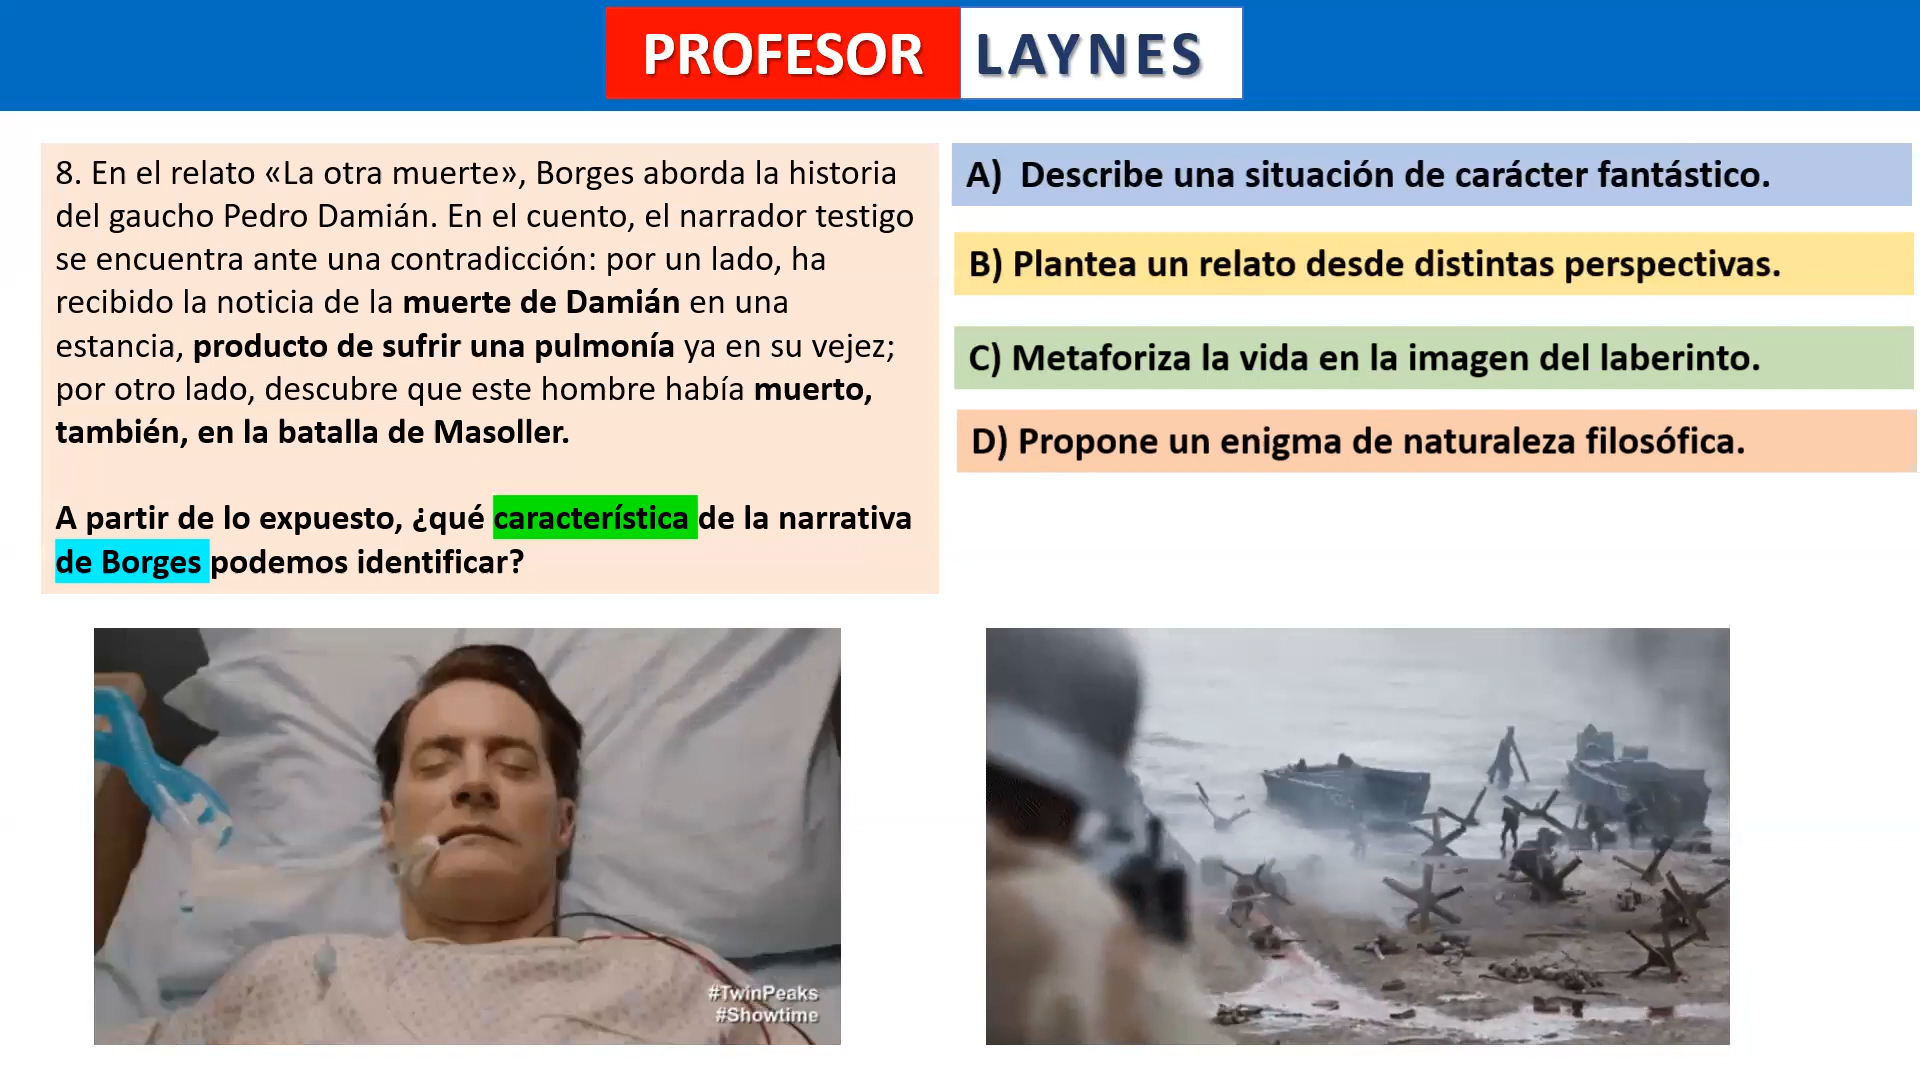 PROFESOR LAYNES
8. En el relato «La otra muerte», Borges aborda la historia
del gaucho Pedro Damián. En el cuento, el narrador testigo
se encuentra ante una contradicción: por un lado, ha
recibido la noticia de la muerte de Damián en una
estancia, producto de sufrir una pulmonía ya en su vejez;
por otro lado, descubre que este hombre había muerto,
también, en la batalla de Masoller.
A partir de lo expuesto, ¿qué característica de la narrativa
de Borges podemos identificar?
A) Describe una situación de carácter fantástico.
B) Plantea un relato desde distintas perspectivas.
C) Metaforiza la vida en la imagen del laberinto.
D) Propone un enigma de naturaleza filosófica.
#TwinPeaks
#Showtime